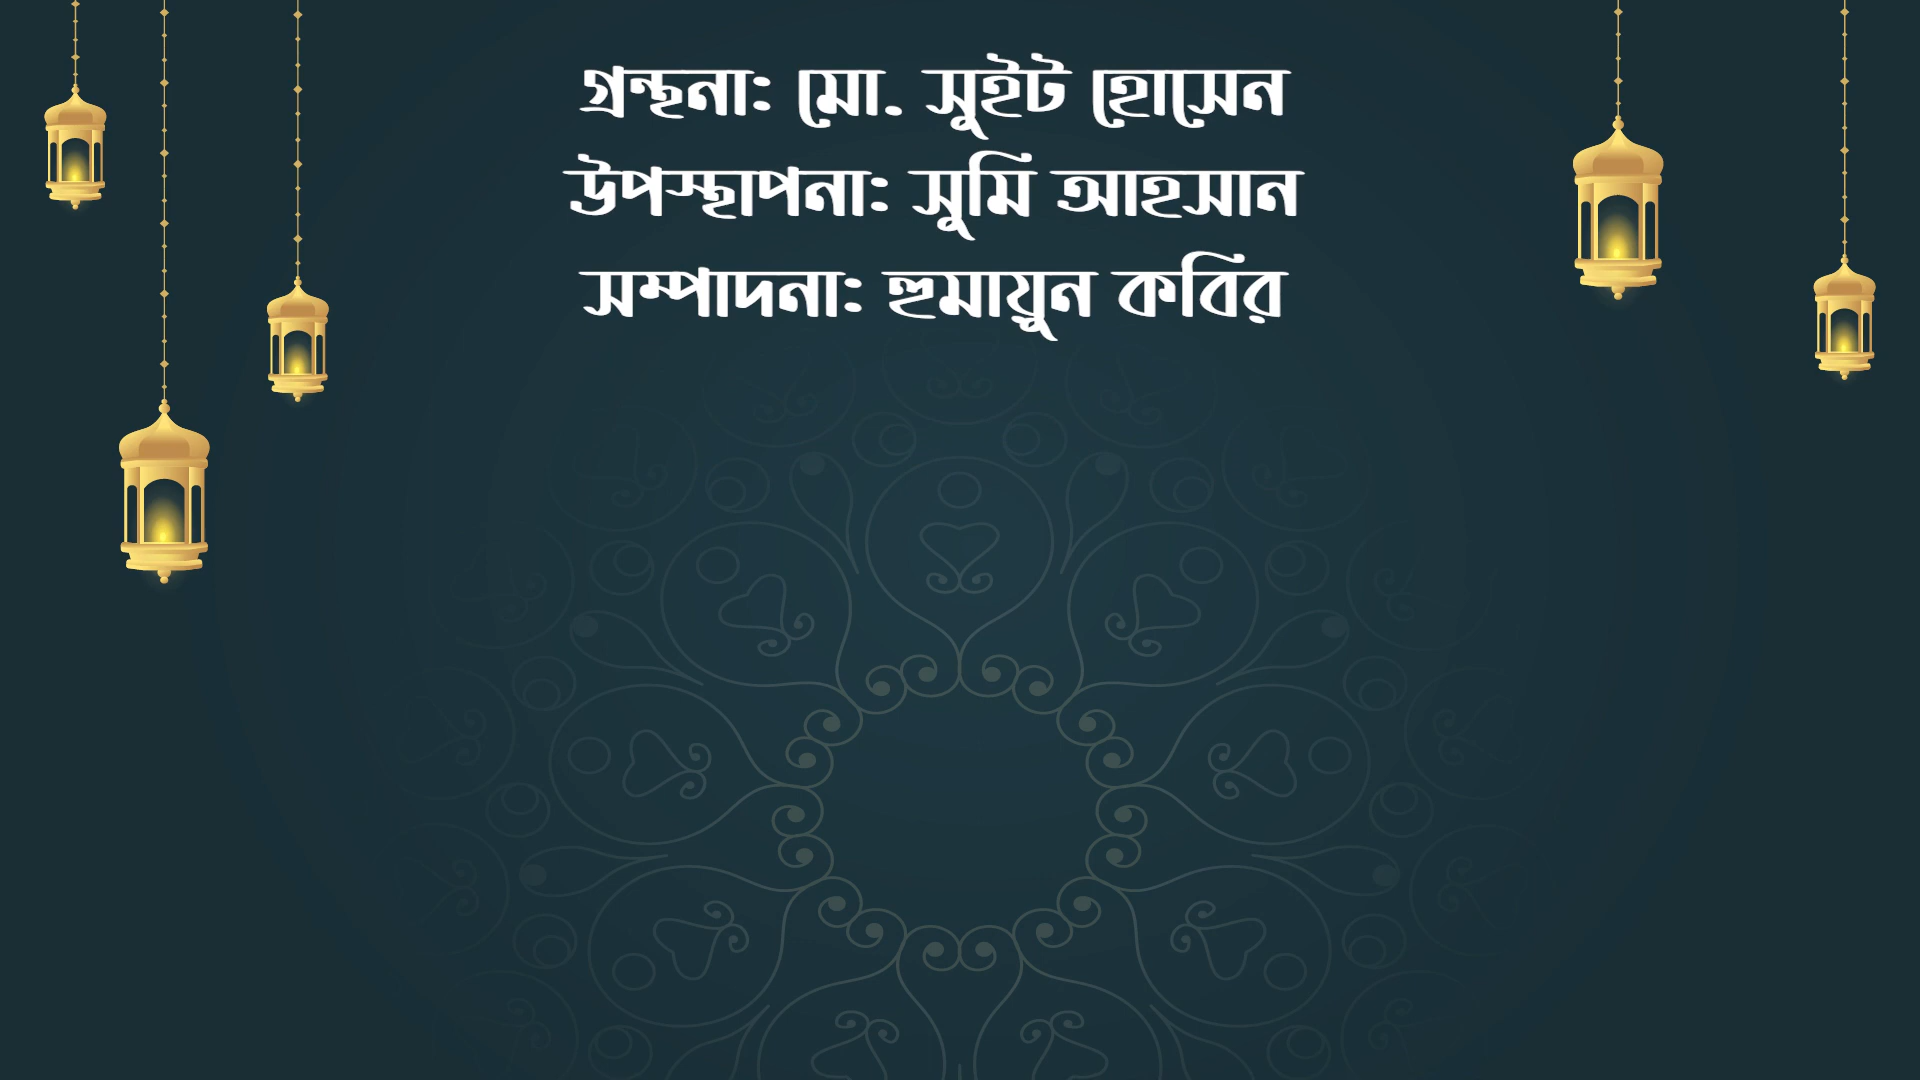 গ্রন্থনাঃ মো. সুইট হোসেন
উপস্থাপনাঃ সুমি আহসান
সম্পাদনাঃ হুমায়ুন কবির